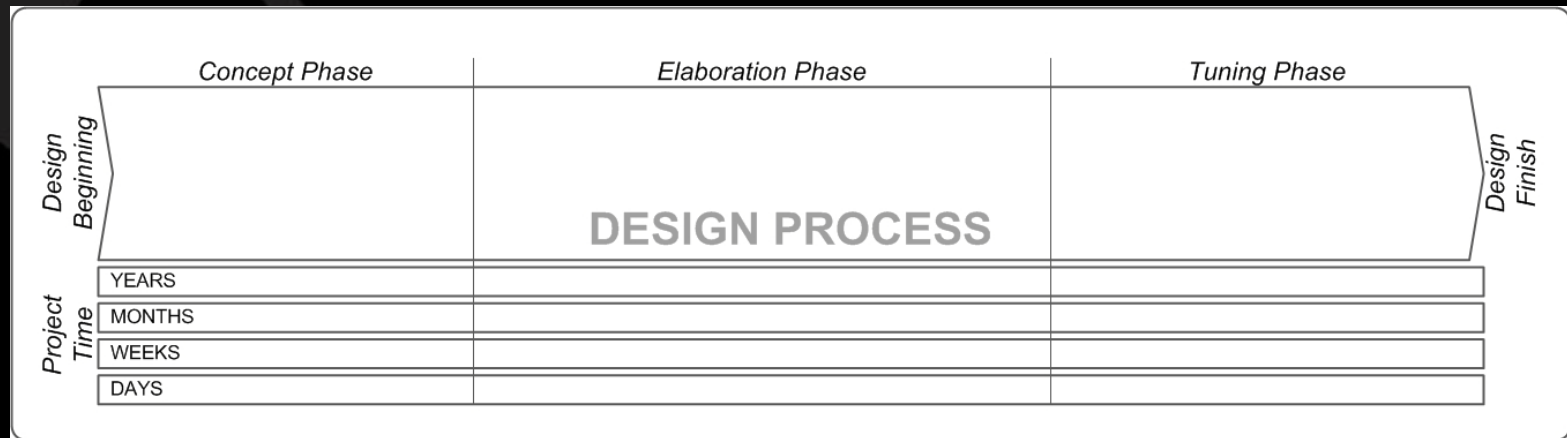 Concept Phase
Elaboration Phase
Tuning Phase
Design
Beginning
DESIGN PROCESS
Design
Finish
Project
Time
YEARS
MONTHS
WEEKS
DAYS